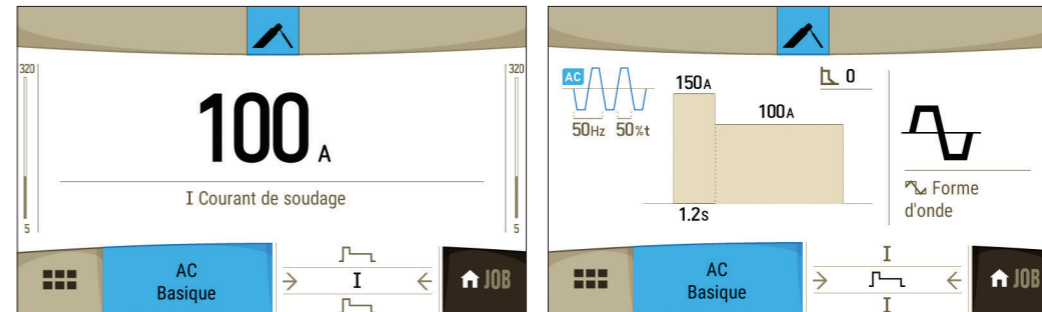 320
320
100 A
I Courant de soudage
5
5
AC
Basique
I
JOB
AC
150A
0
100A
50Hz
50%t
1.2s
Forme
d'onde
AC
Basique
I
I
JOB